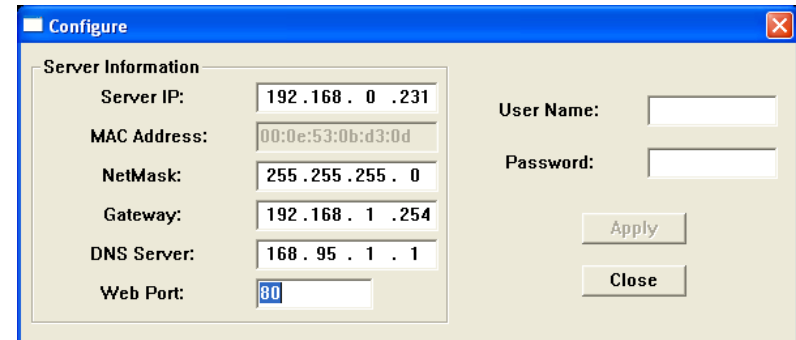 Configure
Server Information
Server IP: 192.168. 0 .231
MAC Address: 00:0e:53:0b:d3:0d
NetMask: 255.255.255. 0
Gateway: 192.168. 1 .254
DNS Server: 168. 95 . 1 . 1
Web Port: 80
User Name:
Password:
Apply
Close